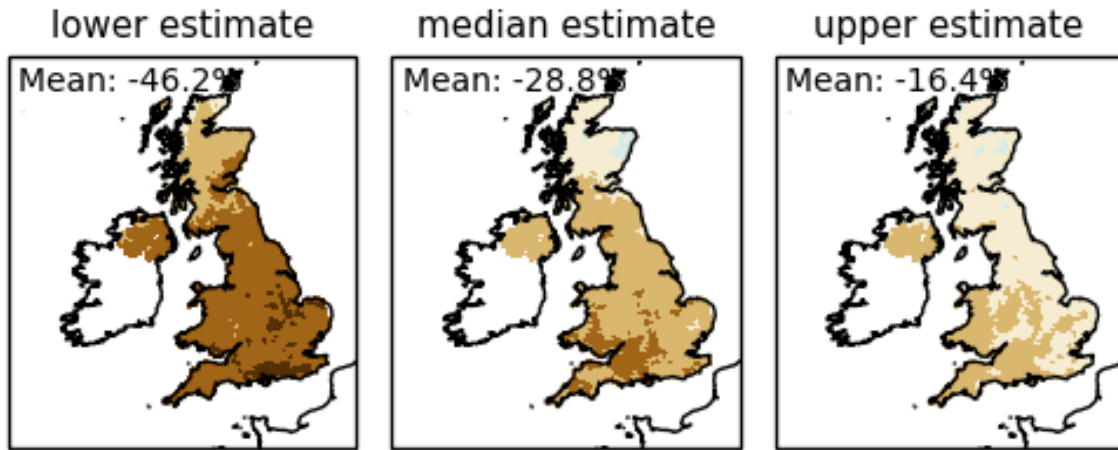 lower estimate
median estimate
upper estimate
Mean: -46.2%
Mean: -28.8%
Mean: -16.4%